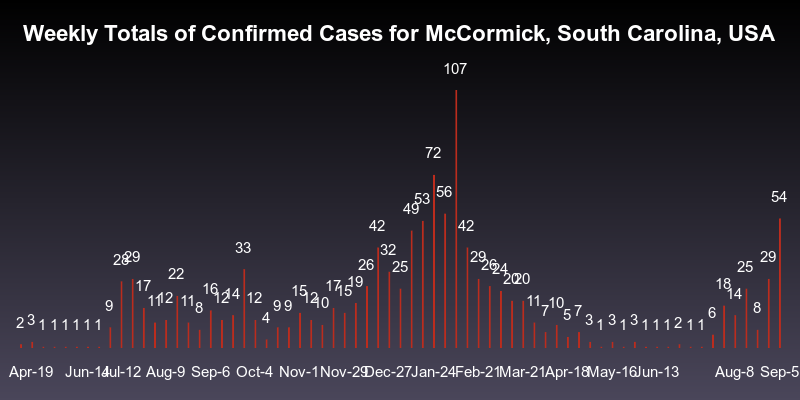 Weekly Totals of Confirmed Cases for McCormick, South Carolina, USA
2 3 1 1 1 1 1 1 9 28 29 17 11 12 22 11 8 16 12 14 33 12 4 9 9 15 12 10 17 15 19 26 42 32 25 49 53 72 56 107 42 29 26 24 20 20 11 7 10 5 7 3 1 3 1 3 1 1 1 2 1 1 6 18 14 25 8 29 54
Apr-19 Jun-14 Jul-12 Aug-9 Sep-6 Oct-4 Nov-1 Nov-29 Dec-27 Jan-24 Feb-21 Mar-21 Apr-18 May-16 Jun-13 Aug-8 Sep-5